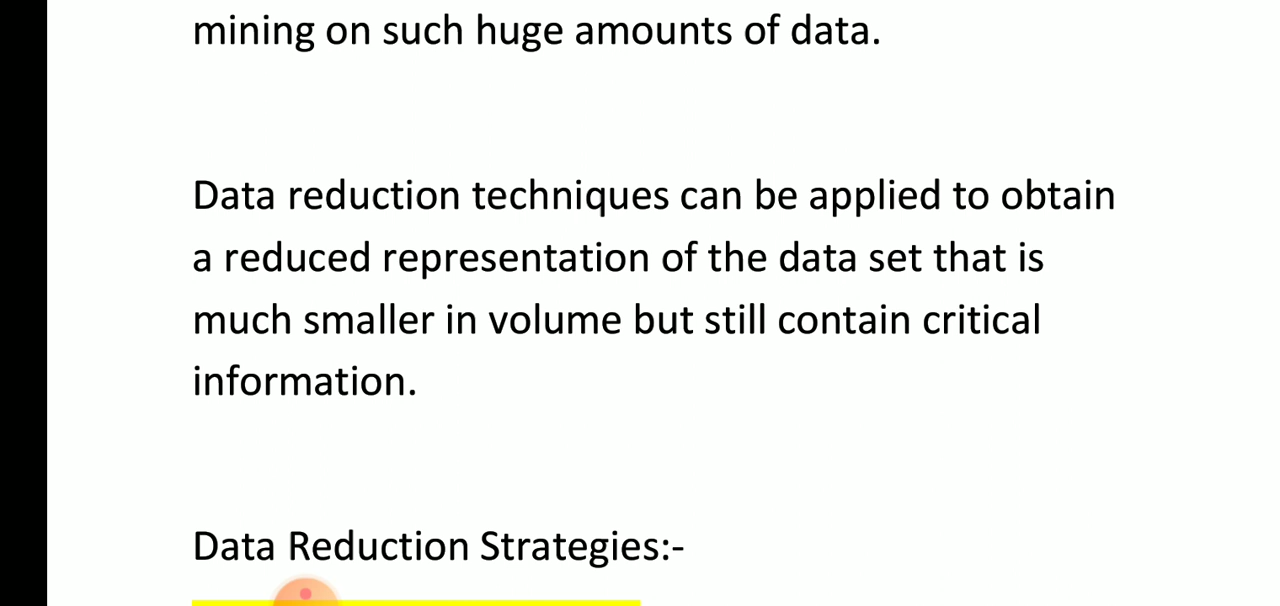 mining on such huge amounts of data.
Data reduction techniques can be applied to obtain
a reduced representation of the data set that is
much smaller in volume but still contain critical
information.
Data Reduction Strategies:-